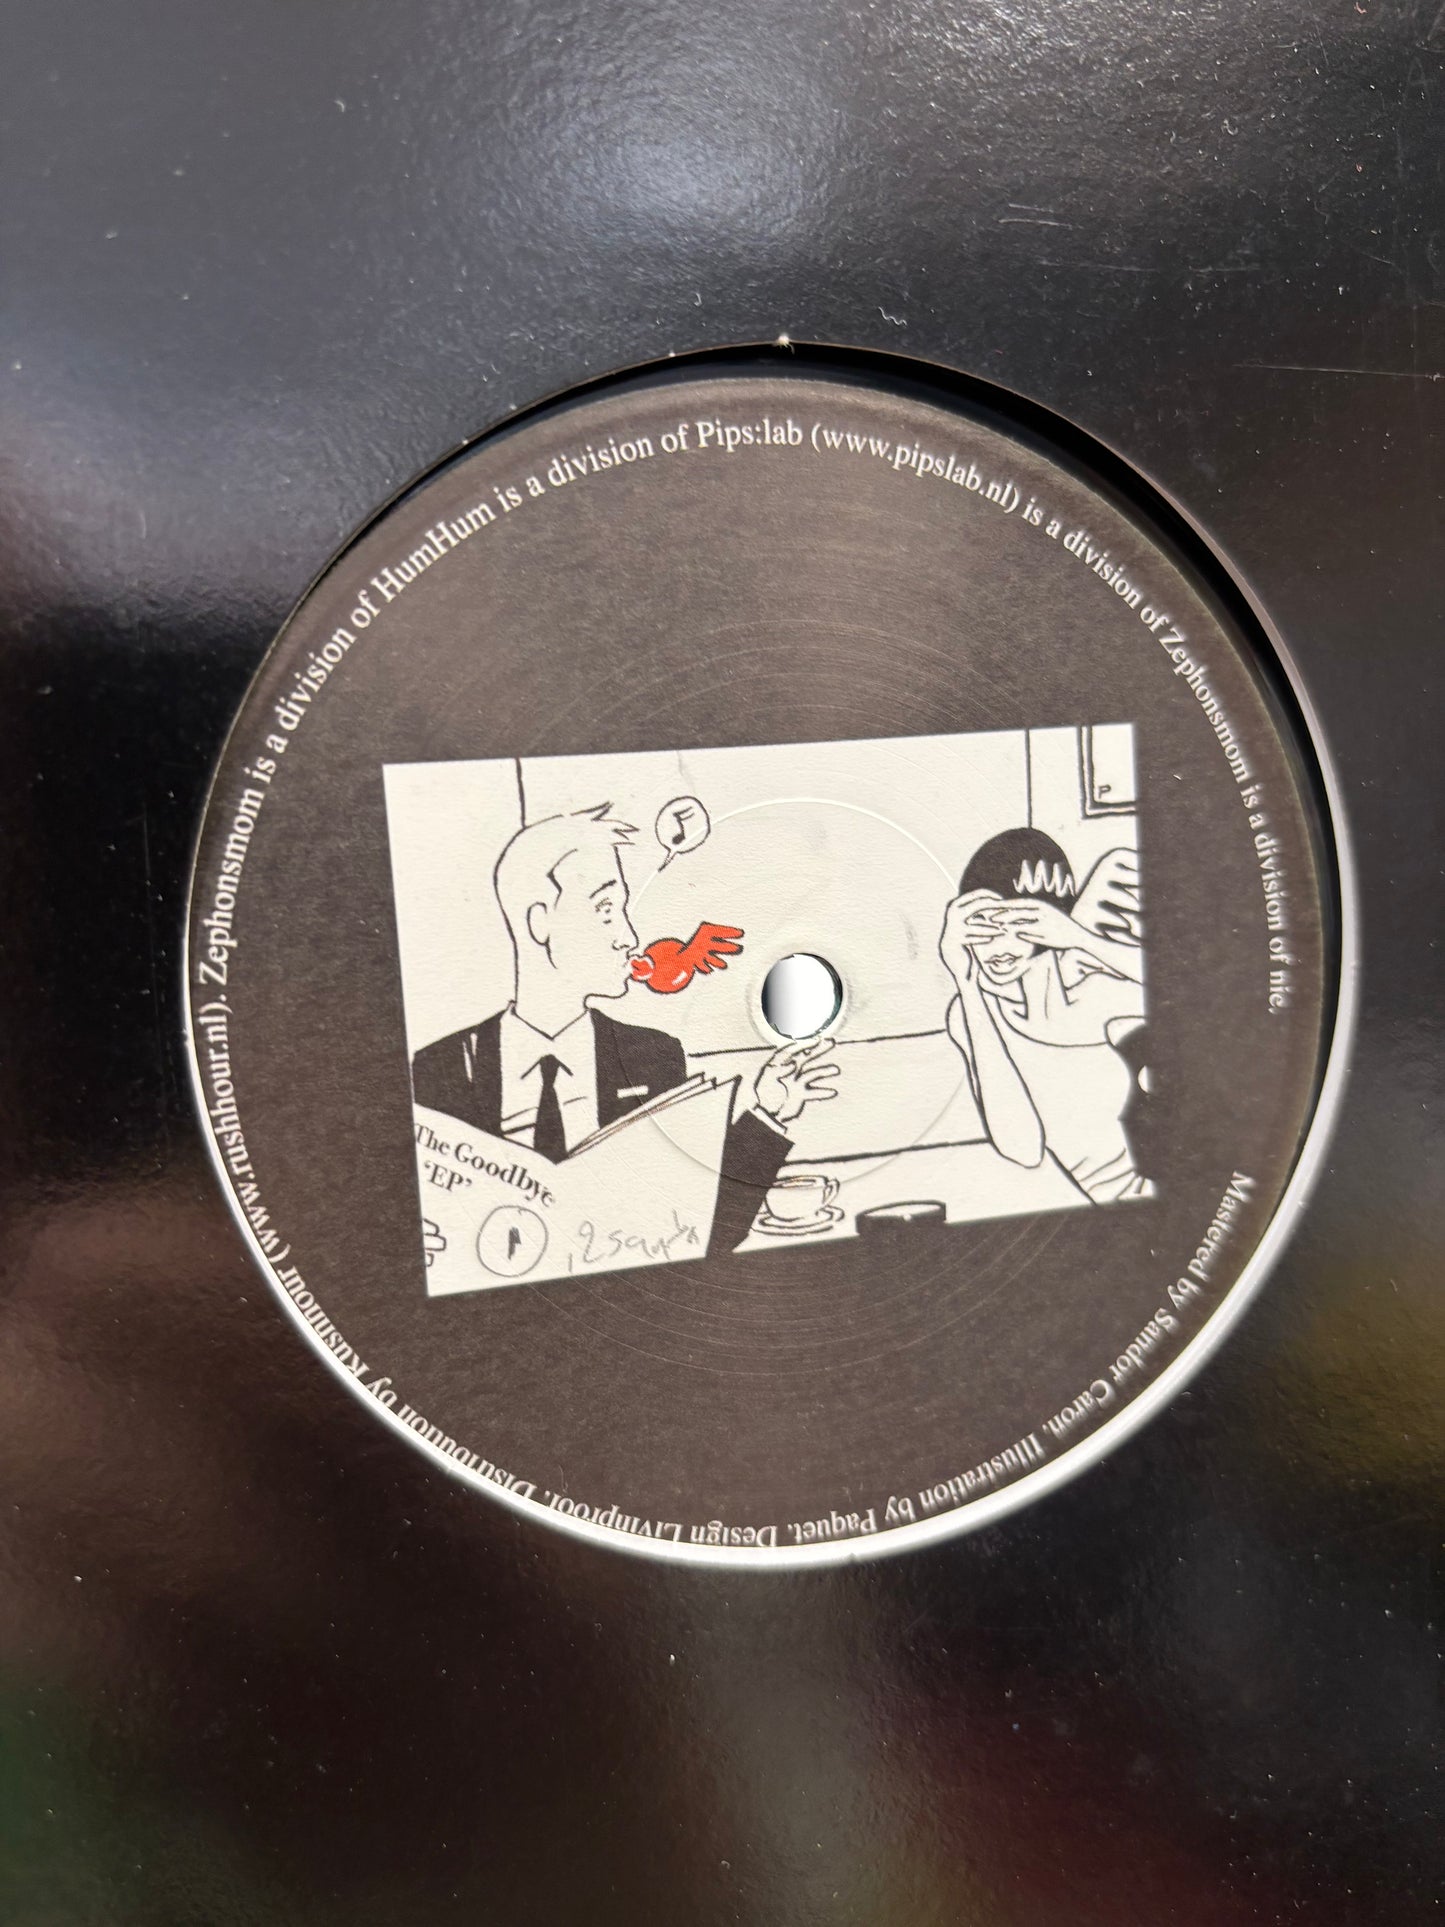 Zephonsmom is a division of HumHum is a division of Pips:lab (www.pipslab.nl) is a division of Zephonsmom is a division of nie.
Mastered by Sandor Caron. Illustration by Paquet. Design Livinproof. Distribution by Rushhour (www.rushhour.nl).
P
The Goodbye
'EP'